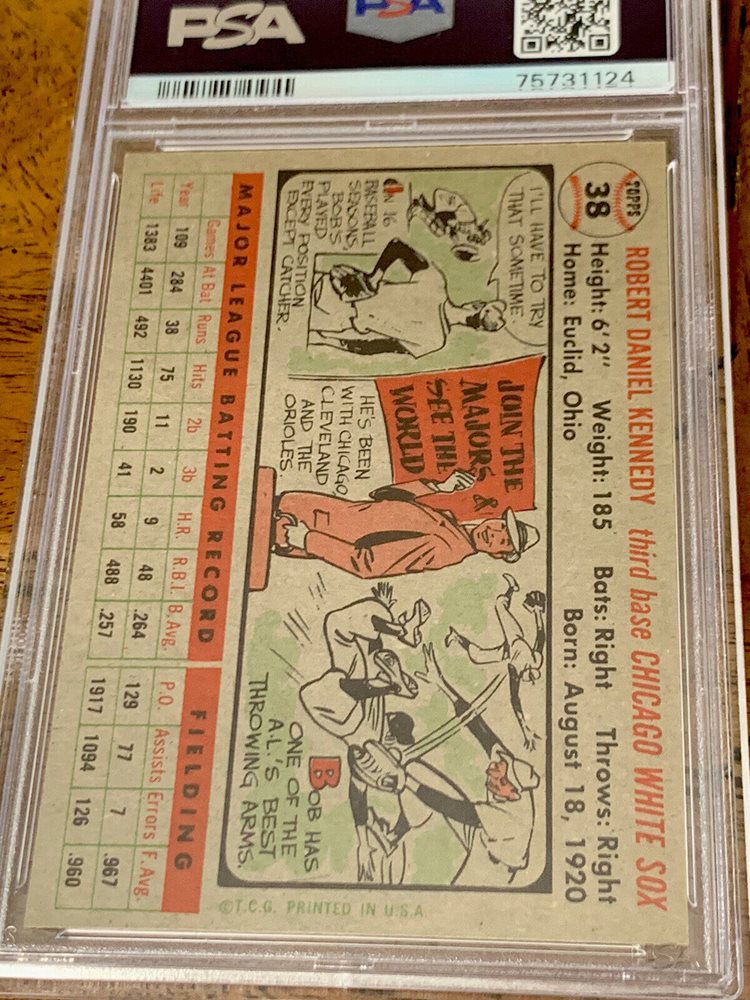 PSA
PSA
75731124
TOPPS
38
ROBERT DANIEL KENNEDY third base CHICAGO WHITE SOX
Height: 6'2" Weight: 185 Bats: Right Throws: Right
Home: Euclid, Ohio Born: August 18, 1920
I'LL HAVE TO TRY
THAT SOMETIME
IN 16
BASEBALL
SEASONS
BOB'S
PLAYED
EVERY POSITION
EXCEPT CATCHER.
JOIN THE
MAJORS &
SEE THE
WORLD
HE'S BEEN
WITH CHICAGO,
CLEVELAND
AND THE
ORIOLES.
BOB HAS
ONE OF THE
A.L.'S BEST
THROWING ARMS.
MAJOR LEAGUE BATTING RECORD FIELDING
Games At Bat Runs Hits 2b 3b H.R. R.B.I. B. Avg. P.O. Assists Errors F. Avg.
Year 109 284 38 75 11 2 9 48 .264 129 77 7 .967
Life 1383 4401 492 1130 190 41 58 488 .257 1917 1094 126 .960
©T.C.G. PRINTED IN U.S.A.